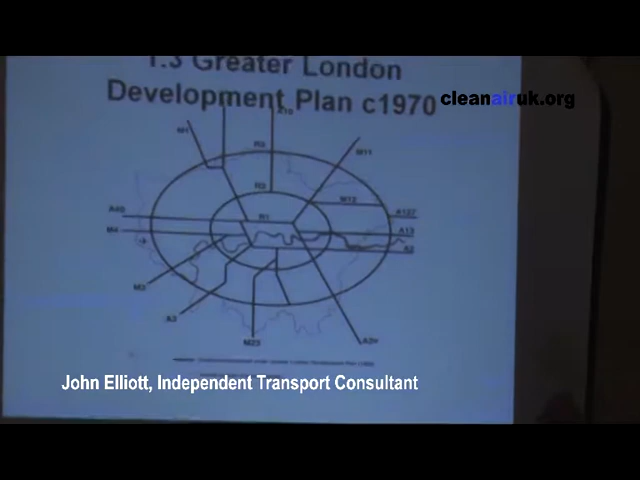 1.3 Greater London
Development Plan c1970
cleanairuk.org
A10
M1
R3
M11
R2
M12
A40
R1
A127
M4
A13
A2
M3
A3
M23
John Elliott, Independent Transport Consultant